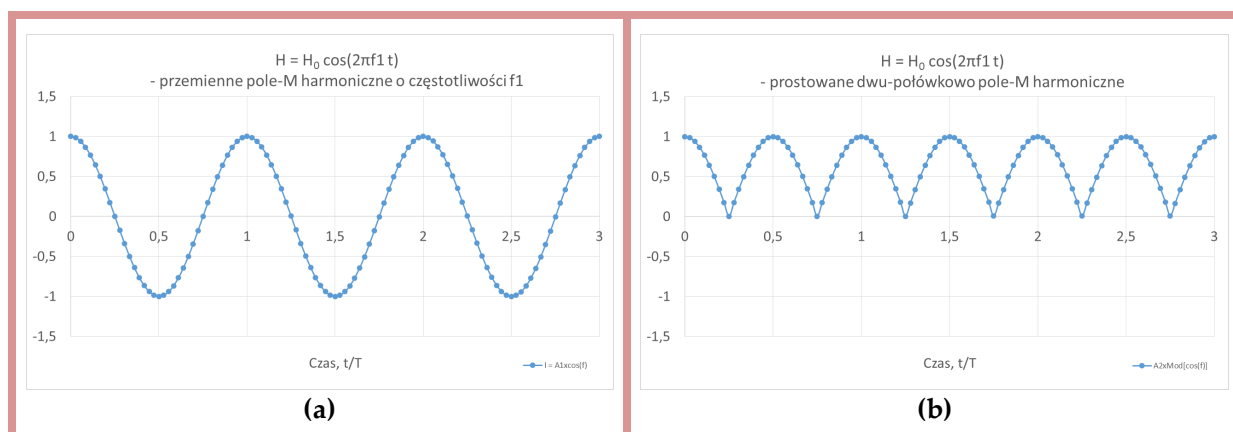 H = H₀ cos(2πf1 t)
- przemienne pole-M harmoniczne o częstotliwości f1
1,5
1
0,5
0
-0,5
-1
-1,5
0 0,5 1 1,5 2 2,5 3
Czas, t/T
I = A1xcos(f)
(a)
H = H₀ cos(2πf1 t)
- prostowane dwu-połówkowo pole-M harmoniczne
1,5
1
0,5
0
-0,5
-1
-1,5
0 0,5 1 1,5 2 2,5 3
Czas, t/T
A2xMod[cos(f)]
(b)